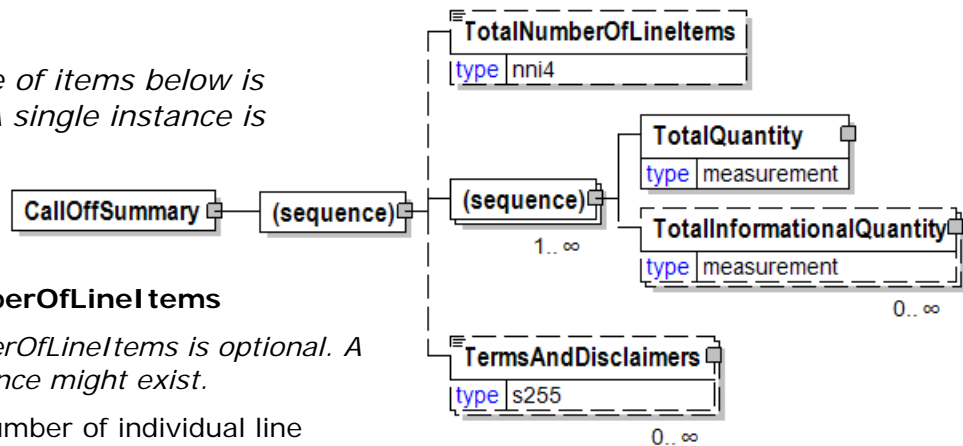 TotalNumberOfLineItems
type nni4
e of items below is
A single instance is
TotalQuantity
type measurement
CallOffSummary
(sequence)
(sequence)
1.. ∞
TotalInformationalQuantity
type measurement
0.. ∞
berOfLineItems
erOfLineItems is optional. A
nce might exist.
TermsAndDisclaimers
type s255
umber of individual line
0.. ∞